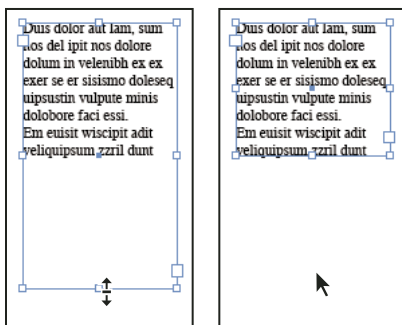 Duis dolor aut lam, sum
nos del ipit nos dolore
dolum in velenibh ex ex
exer se er sisismo doleseq
uipsustin vulpute minis
dolobore faci essi.
Em euisit wiscipit adit
veliquipsum zzril dunt
Duis dolor aut lam, sum
nos del ipit nos dolore
dolum in velenibh ex ex
exer se er sisismo doleseq
uipsustin vulpute minis
dolobore faci essi.
Em euisit wiscipit adit
veliquipsum zzril dunt